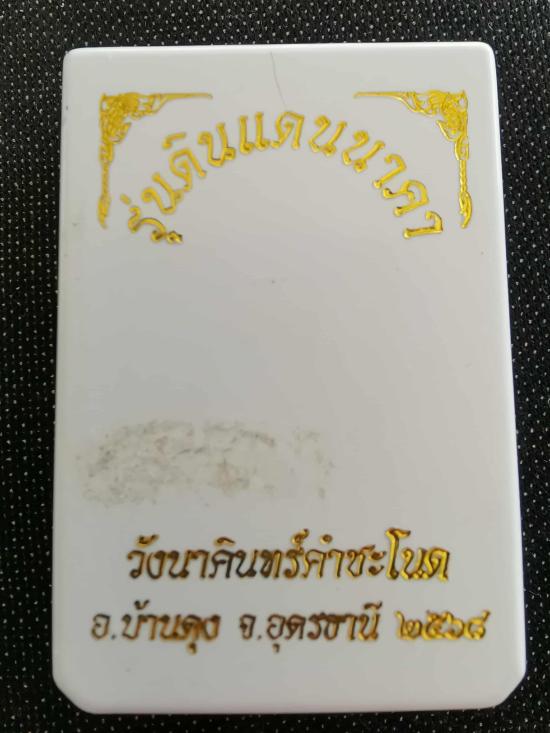 รุ่นดินแดนนาคา
วังนาคินทร์คำชะโนด
อ.บ้านดุง จ.อุดรธานี ๒๕๖๘